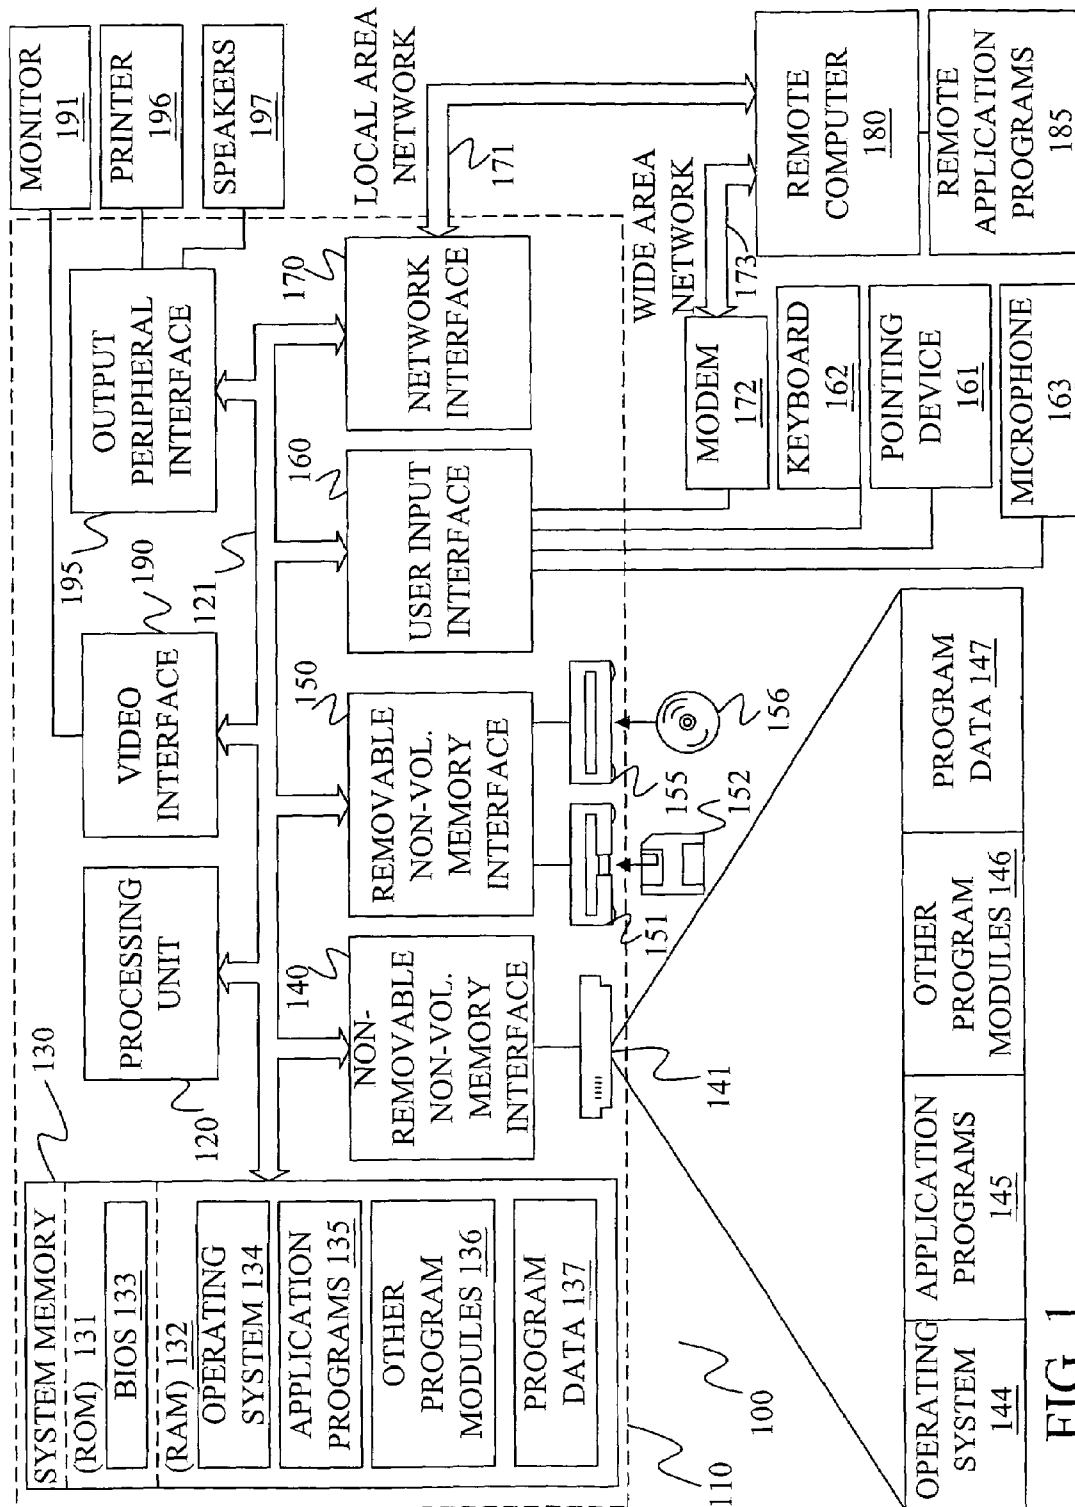 SYSTEM MEMORY
(ROM) 131
BIOS 133
(RAM) 132
OPERATING
SYSTEM 134
APPLICATION
PROGRAMS 135
OTHER
PROGRAM
MODULES 136
PROGRAM
DATA 137
130
120
PROCESSING
UNIT
VIDEO
INTERFACE
190
121
195
OUTPUT
PERIPHERAL
INTERFACE
MONITOR
191
PRINTER
196
SPEAKERS
197
140
NON-
REMOVABLE
NON-VOL.
MEMORY
INTERFACE
150
REMOVABLE
NON-VOL.
MEMORY
INTERFACE
160
USER INPUT
INTERFACE
170
NETWORK
INTERFACE
LOCAL AREA
NETWORK
171
141
151
152
155
156
WIDE AREA
NETWORK
173
MODEM
172
KEYBOARD
162
POINTING
DEVICE
161
MICROPHONE
163
REMOTE
COMPUTER
180
REMOTE
APPLICATION
PROGRAMS
185
110
100
OPERATING
SYSTEM
144
APPLICATION
PROGRAMS
145
OTHER
PROGRAM
MODULES 146
PROGRAM
DATA 147
FIG. 1